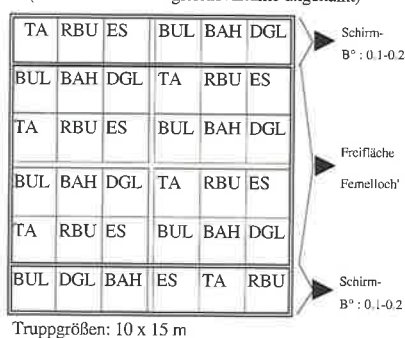 TA RBU ES BUL BAH DGL
Schirm-
B° : 0.1-0.2
BUL BAH DGL TA RBU ES
TA RBU ES BUL BAH DGL
Freifläche
Femelloch'
BUL BAH DGL TA RBU ES
TA RBU ES BUL BAH DGL
BUL DGL BAH ES TA RBU
Schirm-
B° : 0.1-0.2
Truppgrößen: 10 x 15 m